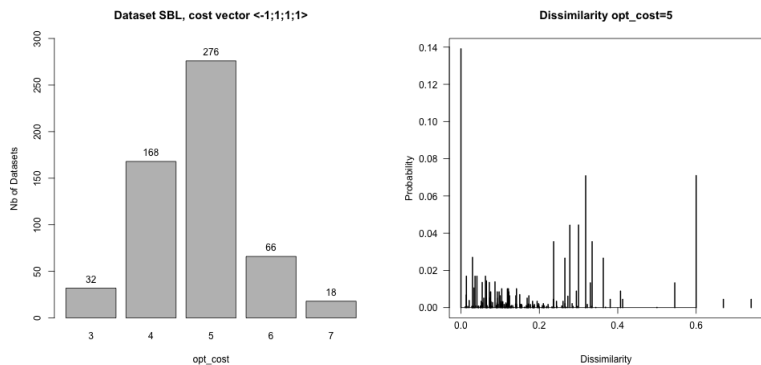 Dataset SBL, cost vector <-1;1;1;1>
Nb of Datasets
300
250
200
150
100
50
0
32
168
276
66
18
3 4 5 6 7
opt_cost
Dissimilarity opt_cost=5
Probability
0.14
0.12
0.10
0.08
0.06
0.04
0.02
0.00
0.0 0.2 0.4 0.6
Dissimilarity